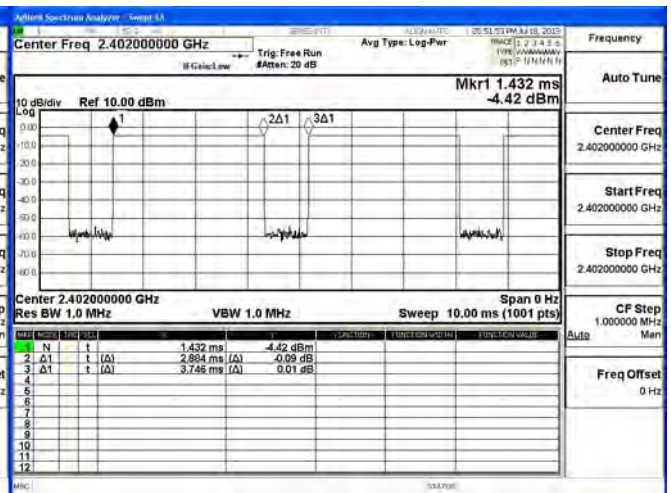 Agilent Spectrum Analyzer - Swept SA
05:51:53 PM Jul 18, 2013
Center Freq 2.402000000 GHz
Avg Type: Log-Pwr
TRACE 1 2 3 4 5 6
Trig: Free Run
IFGain:Low
#Atten: 20 dB
Mkr1 1.432 ms
-4.42 dBm
10 dB/div Ref 10.00 dBm
Log
1
2Δ1
3Δ1
0.00
-10.0
-20.0
-30.0
-40.0
-50.0
-60.0
-70.0
-80.0
Center 2.402000000 GHz
Span 0 Hz
Res BW 1.0 MHz
VBW 1.0 MHz
Sweep 10.00 ms (1001 pts)
MKR MODE TRC SCL X Y FUNCTION FUNCTION WIDTH FUNCTION VALUE
1 N t 1.432 ms -4.42 dBm
2 Δ1 t (Δ) 2.884 ms (Δ) -0.09 dB
3 Δ1 t (Δ) 3.746 ms (Δ) 0.01 dB
4
5
6
7
8
9
10
11
12
MSG
STATUS
Frequency
Auto Tune
Center Freq
2.402000000 GHz
Start Freq
2.402000000 GHz
Stop Freq
2.402000000 GHz
CF Step
1.000000 MHz
Auto Man
Freq Offset
0 Hz